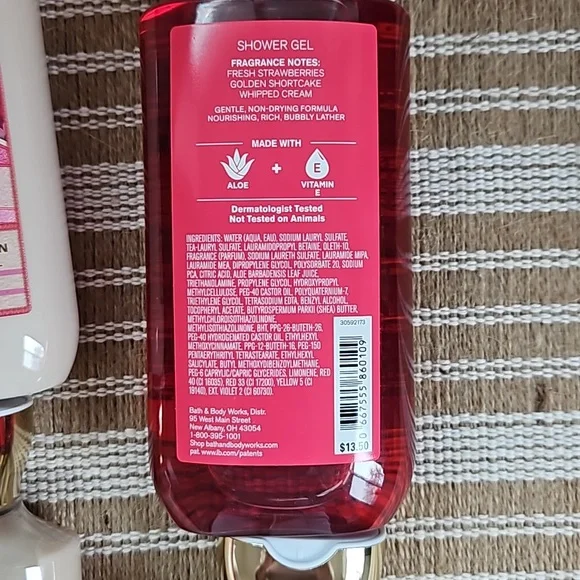 SHOWER GEL
FRAGRANCE NOTES:
FRESH STRAWBERRIES
GOLDEN SHORTCAKE
WHIPPED CREAM
GENTLE, NON-DRYING FORMULA
NOURISHING, RICH, BUBBLY LATHER
MADE WITH
ALOE
+
E
VITAMIN
E
Dermatologist Tested
Not Tested on Animals
INGREDIENTS: WATER (AQUA, EAU), SODIUM LAURYL SULFATE,
TEA-LAURYL SULFATE, LAURAMIDOPROPYL BETAINE, OLETH-10,
FRAGRANCE (PARFUM), SODIUM LAURETH SULFATE, LAURAMIDE MIPA,
LAURAMIDE MEA, DIPROPYLENE GLYCOL, POLYSORBATE 20, SODIUM
PCA, CITRIC ACID, ALOE BARBADENSIS LEAF JUICE,
TRIETHANOLAMINE, PROPYLENE GLYCOL, HYDROXYPROPYL
METHYLCELLULOSE, PEG-40 CASTOR OIL, POLYQUATERNIUM-7,
TRIETHYLENE GLYCOL, TETRASODIUM EDTA, BENZYL ALCOHOL,
TOCOPHERYL ACETATE, BUTYROSPERMUM PARKII (SHEA) BUTTER,
METHYLCHLOROISOTHIAZOLINONE,
METHYLISOTHIAZOLINONE, BHT, PPG-26-BUTETH-26,
PEG-40 HYDROGENATED CASTOR OIL, ETHYLHEXYL
METHOXYCINNAMATE, PPG-12-BUTETH-16, PEG-150
PENTAERYTHRITYL TETRASTEARATE, ETHYLHEXYL
SALICYLATE, BUTYL METHOXYDIBENZOYLMETHANE,
PEG-6 CAPRYLIC/CAPRIC GLYCERIDES, LIMONENE, RED
40 (CI 16035), RED 33 (CI 17200), YELLOW 5 (CI
19140), EXT. VIOLET 2 (CI 60730).
30592173
0 667555 860109
$13.50
Bath & Body Works, Distr.
95 West Main Street
New Albany, OH 43054
1-800-395-1001
Shop bathandbodyworks.com
pat. www.lb.com/patents
N